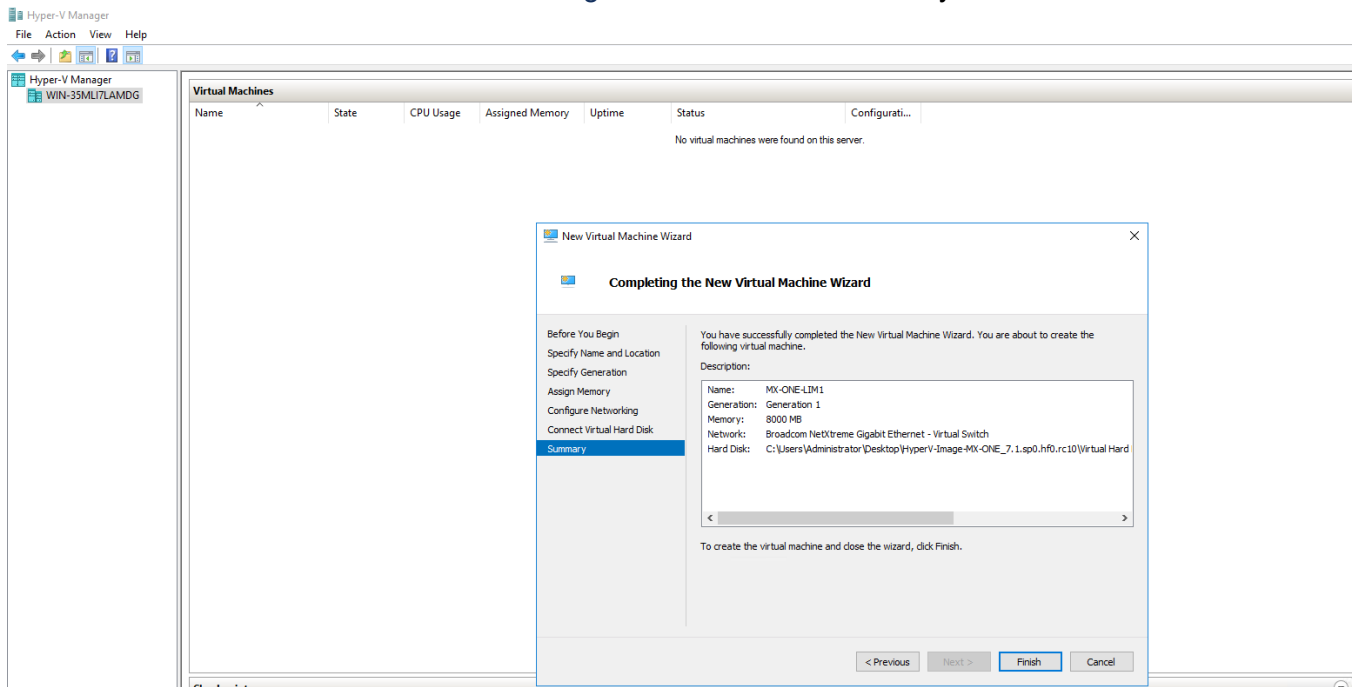 Hyper-V Manager
File Action View Help
Hyper-V Manager
WIN-35MLI7LAMDG
Virtual Machines
Name State CPU Usage Assigned Memory Uptime Status Configurati...
No virtual machines were found on this server.
New Virtual Machine Wizard
Completing the New Virtual Machine Wizard
Before You Begin
Specify Name and Location
Specify Generation
Assign Memory
Configure Networking
Connect Virtual Hard Disk
Summary
You have successfully completed the New Virtual Machine Wizard. You are about to create the
following virtual machine.
Description:
Name: MX-ONE-LIM1
Generation: Generation 1
Memory: 8000 MB
Network: Broadcom NetXtreme Gigabit Ethernet - Virtual Switch
Hard Disk: C:\Users\Administrator\Desktop\HyperV-Image-MX-ONE_7.1.sp0.hf0.rc10\Virtual Hard
To create the virtual machine and close the wizard, click Finish.
< Previous Next > Finish Cancel